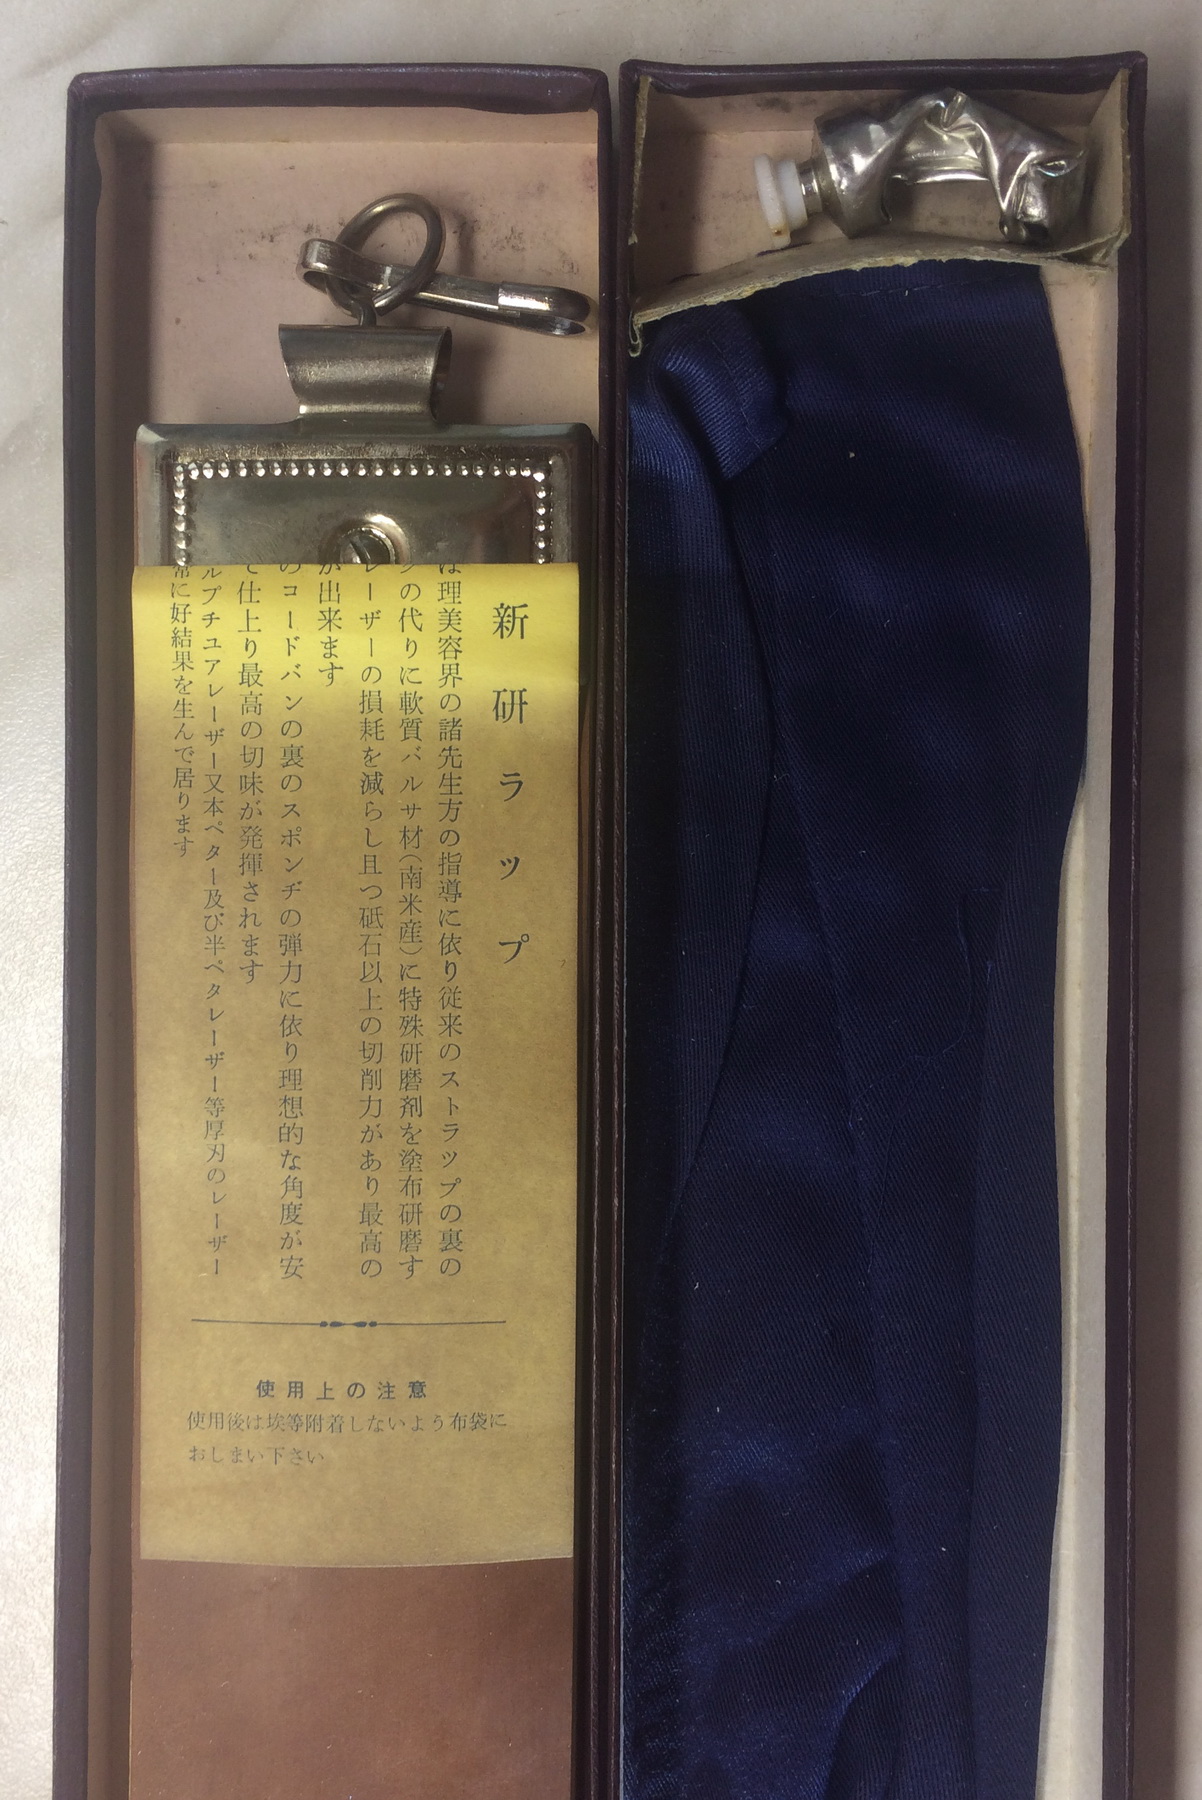 新研ラップ
は理美容界の諸先生方の指導に依り従来のストラップの裏の
の代りに軟質バルサ材(南米産)に特殊研磨剤を塗布研磨す
レーザーの損耗を減らし且つ砥石以上の切削力があり最高の
が出来ます
のコードバンの裏のスポンヂの弾力に依り理想的な角度が安
て仕上り最高の切味が発揮されます
ルプチュアレーザー又本ベター及び半ベタレーザー等厚刃のレーザー
常に好結果を生んで居ります
使用上の注意
使用後は埃等附着しないよう布袋に
おしまい下さい